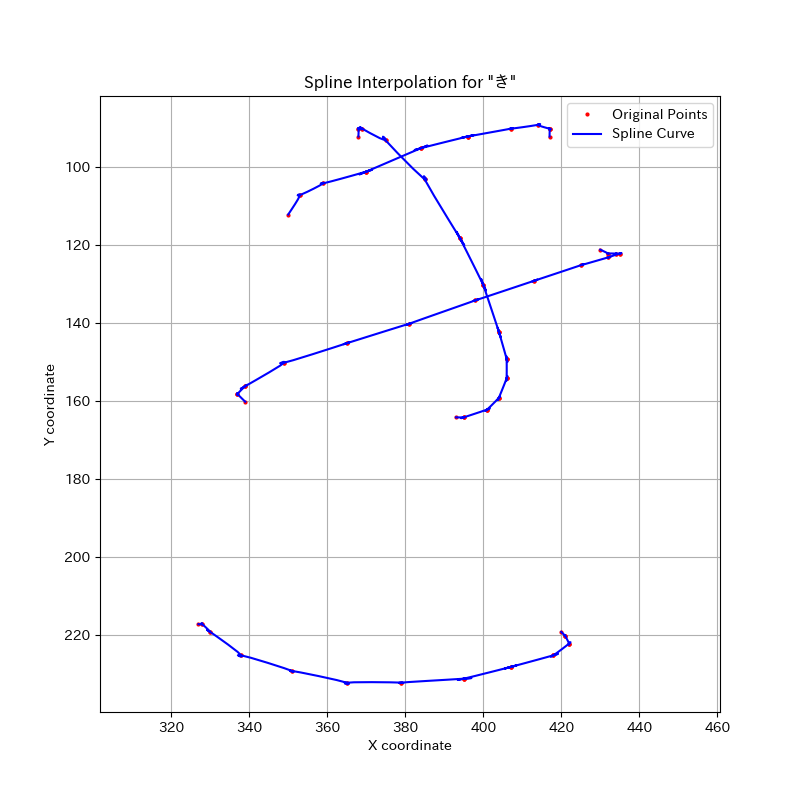 Spline Interpolation for "き"
Original Points
Spline Curve
Y coordinate
100
120
140
160
180
200
220
き
320 340 360 380 400 420 440 460
X coordinate